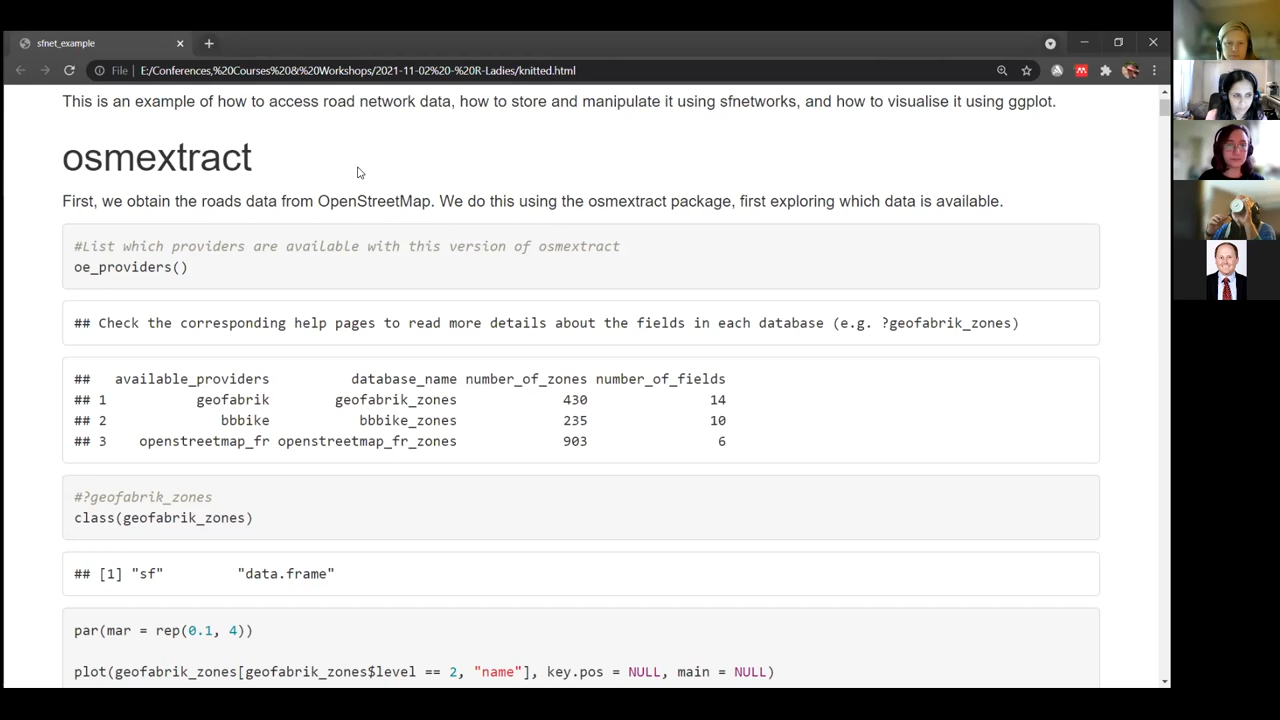 sfnet_example
File E:/Conferences,%20Courses%20&%20Workshops/2021-11-02%20-%20R-Ladies/knitted.html
This is an example of how to access road network data, how to store and manipulate it using sfnetworks, and how to visualise it using ggplot.
osmextract
First, we obtain the roads data from OpenStreetMap. We do this using the osmextract package, first exploring which data is available.
#List which providers are available with this version of osmextract
oe_providers()
## Check the corresponding help pages to read more details about the fields in each database (e.g. ?geofabrik_zones)
## available_providers database_name number_of_zones number_of_fields
## 1 geofabrik geofabrik_zones 430 14
## 2 bbbike bbbike_zones 235 10
## 3 openstreetmap_fr openstreetmap_fr_zones 903 6
#?geofabrik_zones
class(geofabrik_zones)
## [1] "sf" "data.frame"
par(mar = rep(0.1, 4))
plot(geofabrik_zones[geofabrik_zones$level == 2, "name"], key.pos = NULL, main = NULL)